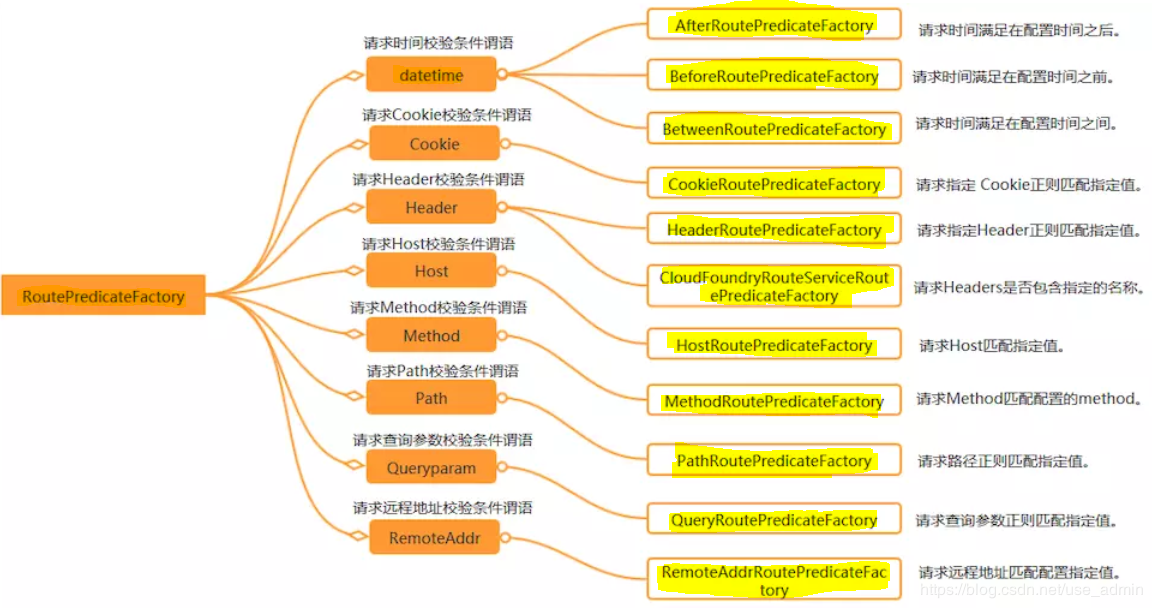 RoutePredicateFactory
请求时间校验条件谓语
datetime
AfterRoutePredicateFactory
请求时间满足在配置时间之后。
BeforeRoutePredicateFactory
请求时间满足在配置时间之前。
BetweenRoutePredicateFactory
请求时间满足在配置时间之间。
请求Cookie校验条件谓语
Cookie
CookieRoutePredicateFactory
请求指定 Cookie正则匹配指定值。
请求Header校验条件谓语
Header
HeaderRoutePredicateFactory
请求指定Header正则匹配指定值。
CloudFoundryRouteServiceRout
ePredicateFactory
请求Headers是否包含指定的名称。
请求Host校验条件谓语
Host
HostRoutePredicateFactory
请求Host匹配指定值。
请求Method校验条件谓语
Method
MethodRoutePredicateFactory
请求Method匹配配置的method。
请求Path校验条件谓语
Path
PathRoutePredicateFactory
请求路径正则匹配指定值。
请求查询参数校验条件谓语
Queryparam
QueryRoutePredicateFactory
请求查询参数正则匹配指定值。
请求远程地址校验条件谓语
RemoteAddr
RemoteAddrRoutePredicateFac
tory
请求远程地址匹配配置指定值。
https://blog.csdn.net/usa_admin